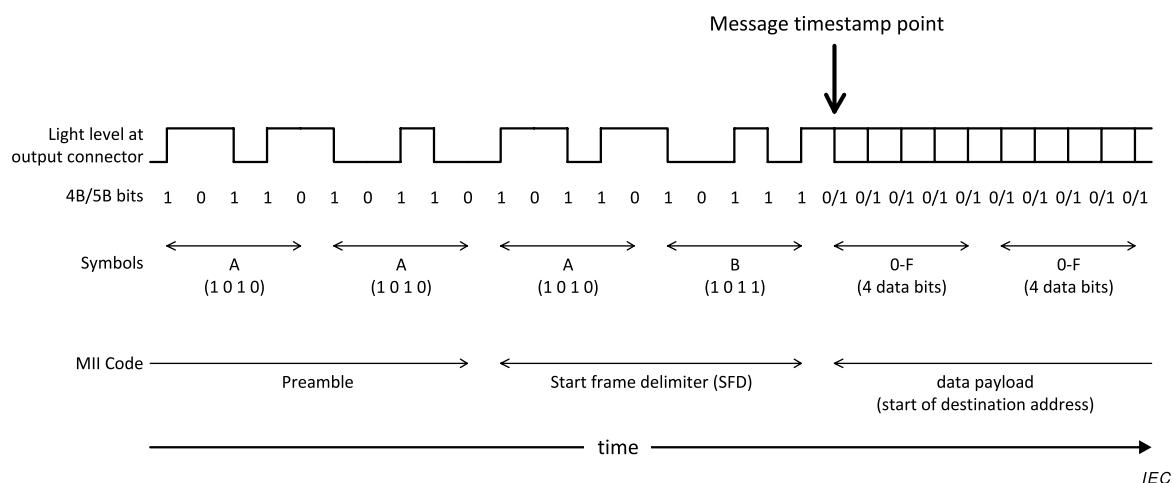 Message timestamp point
Light level at
output connector
4B/5B bits 1 0 1 1 0 1 0 1 1 0 1 0 1 1 0 1 0 1 1 1 0/1 0/1 0/1 0/1 0/1 0/1 0/1 0/1 0/1 0/1
Symbols A A A B 0-F 0-F
(1 0 1 0) (1 0 1 0) (1 0 1 0) (1 0 1 1) (4 data bits) (4 data bits)
MII Code
Preamble Start frame delimiter (SFD) data payload
(start of destination address)
time
IEC